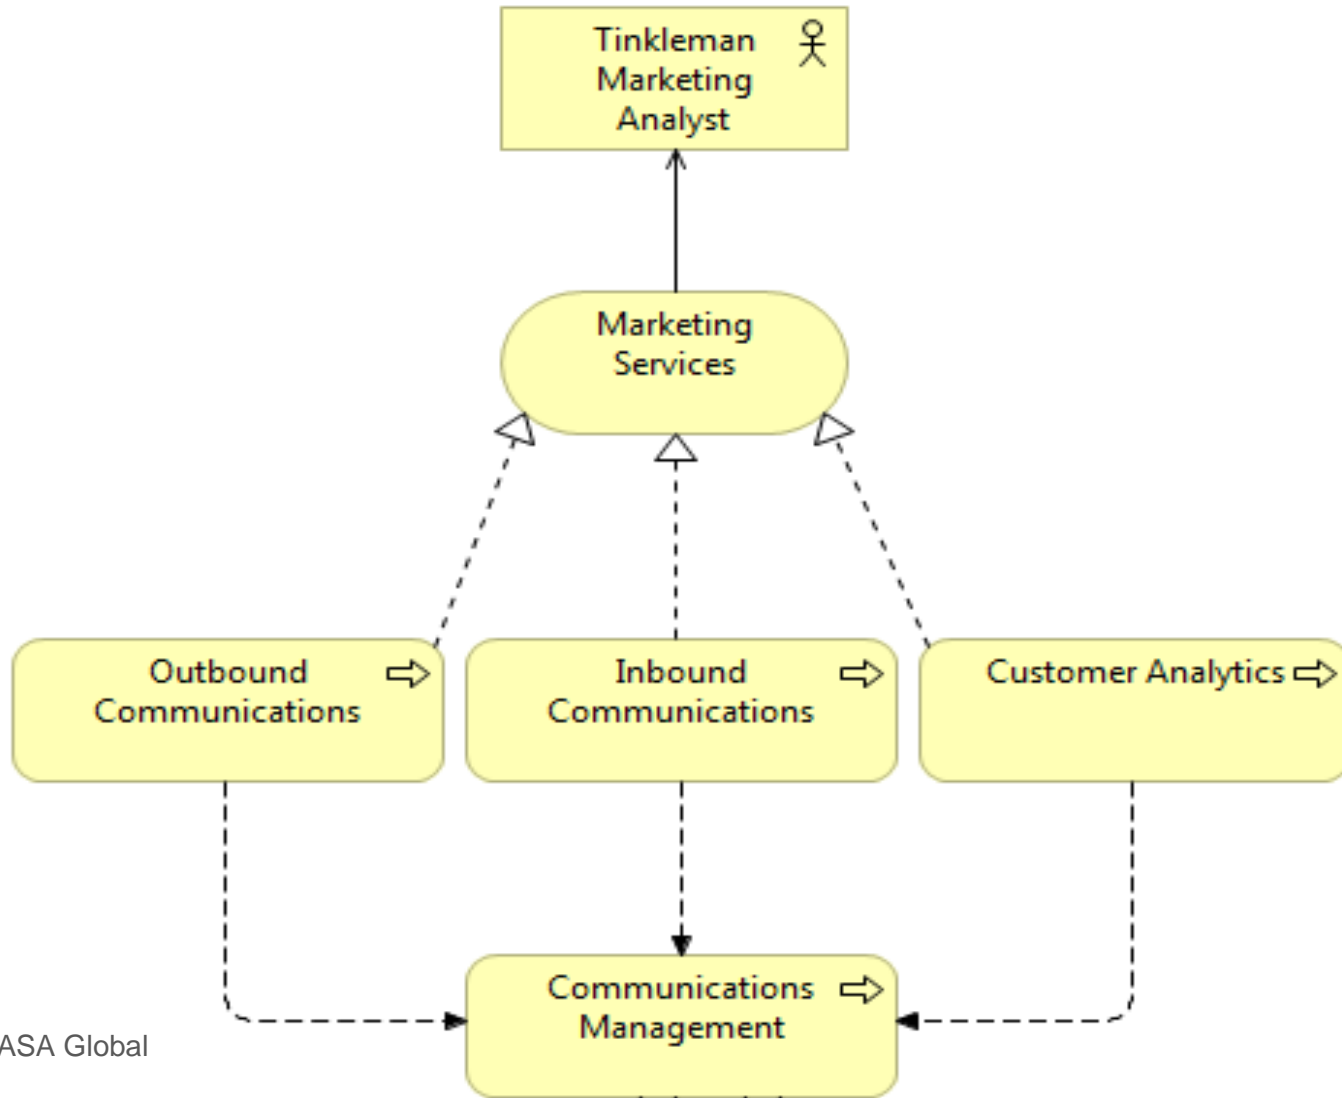 Tinkleman
Marketing
Analyst
Marketing
Services
Outbound
Communications
Inbound
Communications
Customer Analytics
Communications
Management
ASA Global